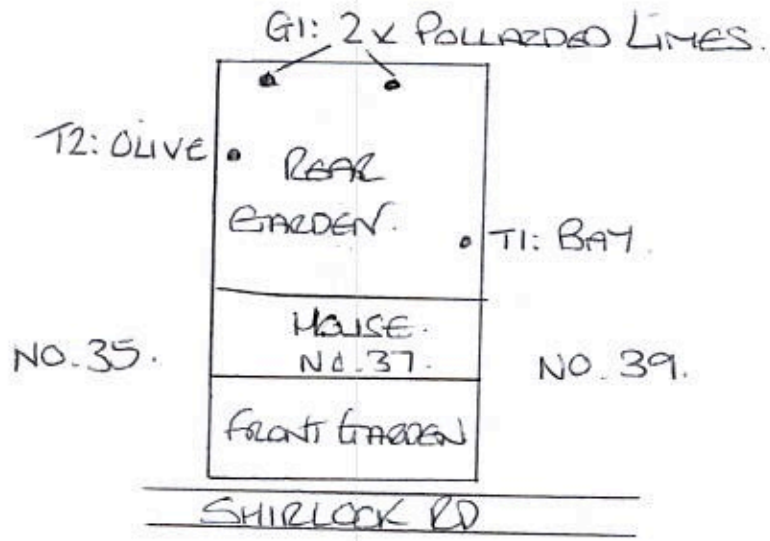 G1: 2 x POLLARDED LIMES.
T2: OLIVE
REAR
GARDEN.
T1: BAY.
HOUSE.
NO. 37.
NO. 35.
NO. 39.
FRONT GARDEN
SHIRLOCK RD